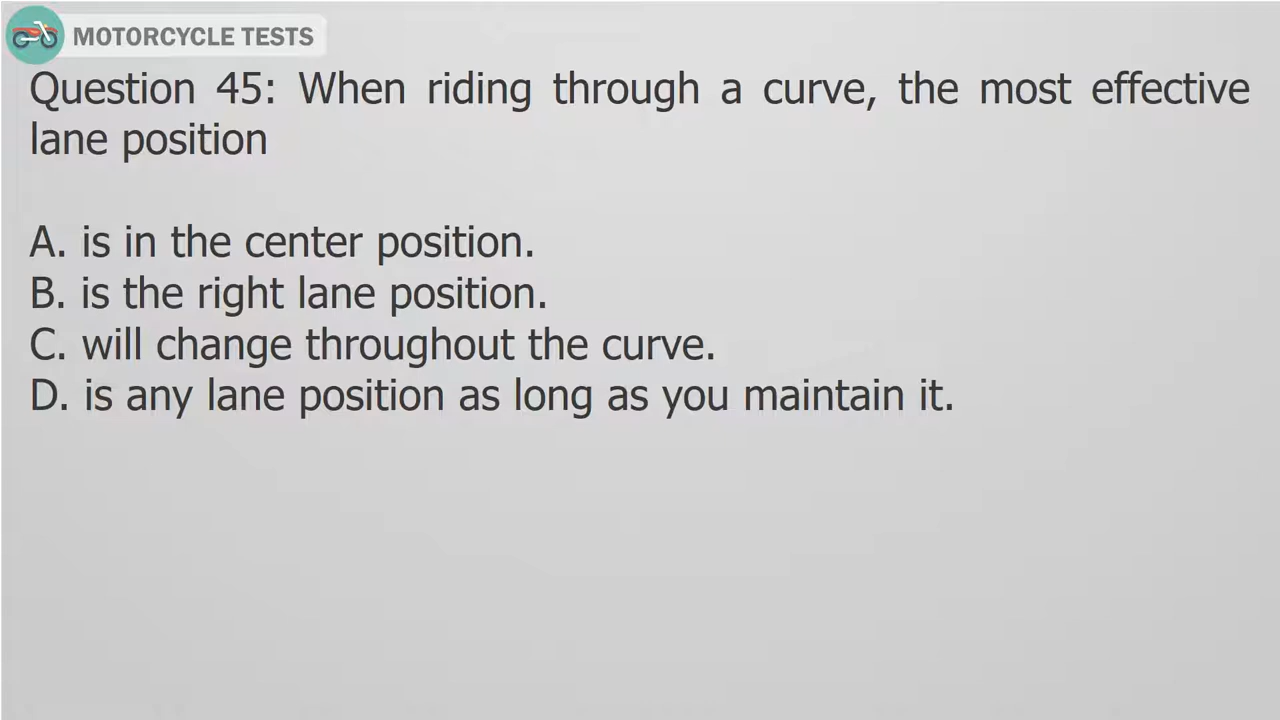 MOTORCYCLE TESTS
Question 45: When riding through a curve, the most effective
lane position
A. is in the center position.
B. is the right lane position.
C. will change throughout the curve.
D. is any lane position as long as you maintain it.